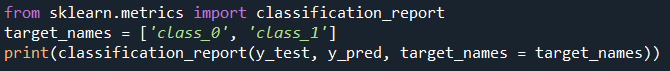 from sklearn.metrics import classification_report
target_names = ['class_0', 'class_1']
print(classification_report(y_test, y_pred, target_names = target_names))